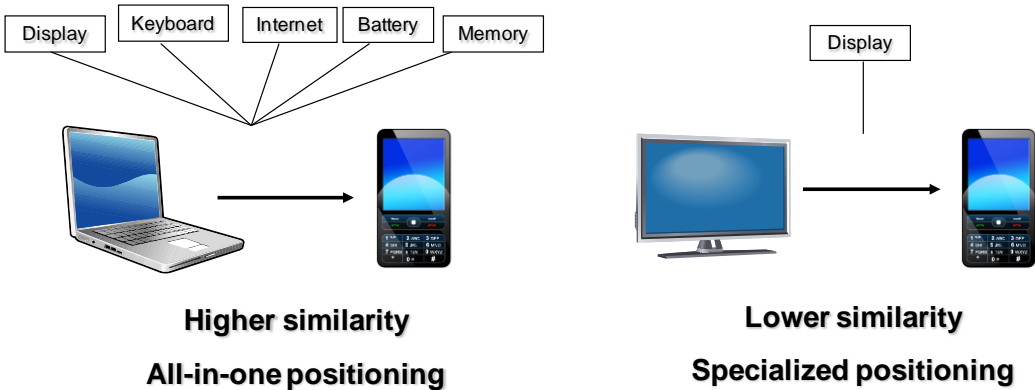 Display
Keyboard
Internet
Battery
Memory
Higher similarity
All-in-one positioning
Display
Lower similarity
Specialized positioning